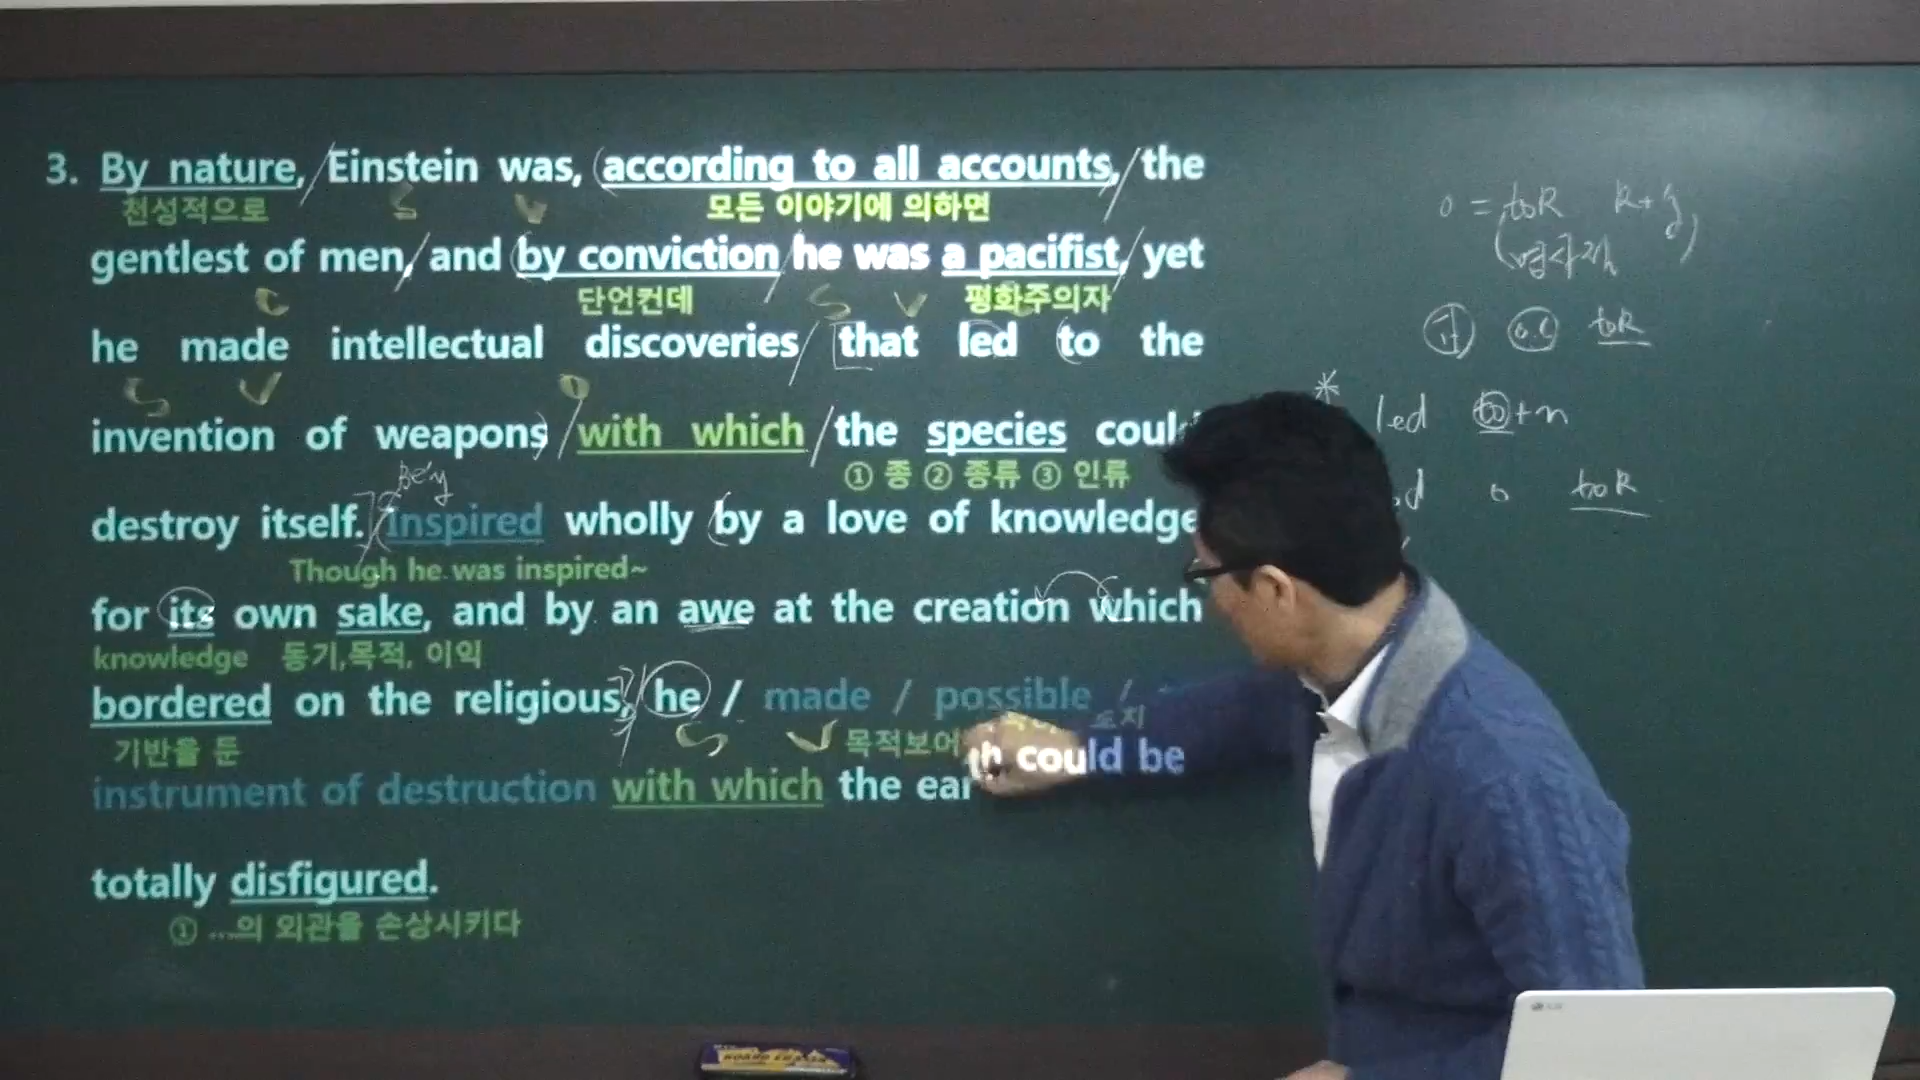 3. By nature, Einstein was, (according to all accounts, the
천성적으로 S V 모든 이야기에 의하면
gentlest of men, and (by conviction he was a pacifist, yet
C 단언컨데 S V 평화주의자
he made intellectual discoveries that led (to the
S V O
invention of weapons) with which the species coul
① 종 ② 종류 ③ 인류
destroy itself. Inspired wholly (by a love of knowledge
Though he was inspired~
for its own sake, and by an awe at the creation which
knowledge 동기,목적, 이익
bordered on the religious, he / made / possible /
기반을 둔 S V 목적보어
h could be
instrument of destruction with which the ear
totally disfigured.
① ...의 외관을 손상시키다
o = toR R+
o.c toR
* led to+n
o toR
BOARD ERASER